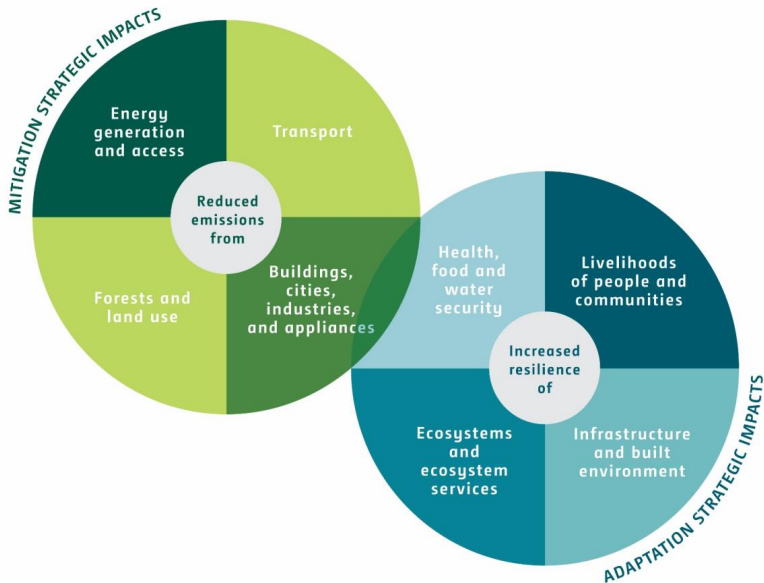 MITIGATION STRATEGIC IMPACTS
Energy
generation
and access
Transport
Reduced
emissions
from
Forests and
land use
Buildings,
cities,
industries,
and appliances
Health,
food and
water
security
Livelihoods
of people and
communities
Increased
resilience
of
Ecosystems
and
ecosystem
services
Infrastructure
and built
environment
ADAPTATION STRATEGIC IMPACTS